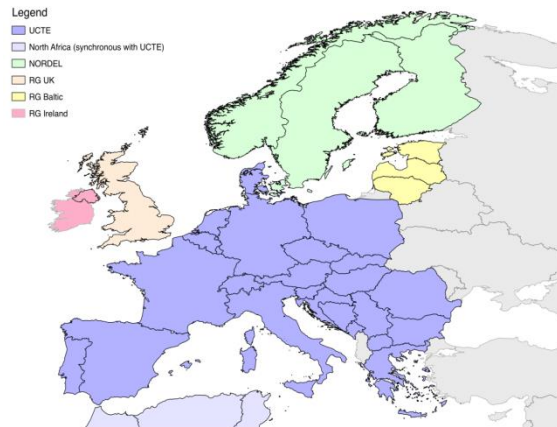 Legend
UCTE
North Africa (synchronous with UCTE)
NORDEL
RG UK
RG Baltic
RG Ireland